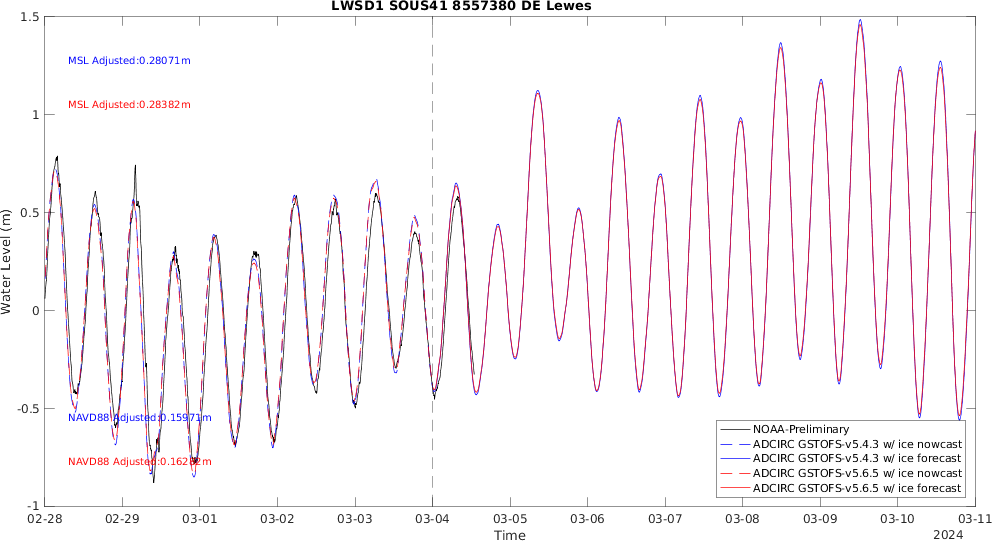 LWSD1 SOUS41 8557380 DE Lewes
1.5
1
0.5
0
-0.5
-1
Water Level (m)
MSL Adjusted:0.28071m
MSL Adjusted:0.28382m
NAVD88 Adjusted:0.15971m
NAVD88
NOAA-Preliminary
ADCIRC GSTOFS-v5.4.3 w/ ice nowcast
ADCIRC GSTOFS-v5.4.3 w/ ice forecast
ADCIRC GSTOFS-v5.6.5 w/ ice nowcast
ADCIRC GSTOFS-v5.6.5 w/ ice forecast
02-28 02-29 03-01 03-02 03-03 03-04 03-05 03-06 03-07 03-08 03-09 03-10 03-11
Time
2024